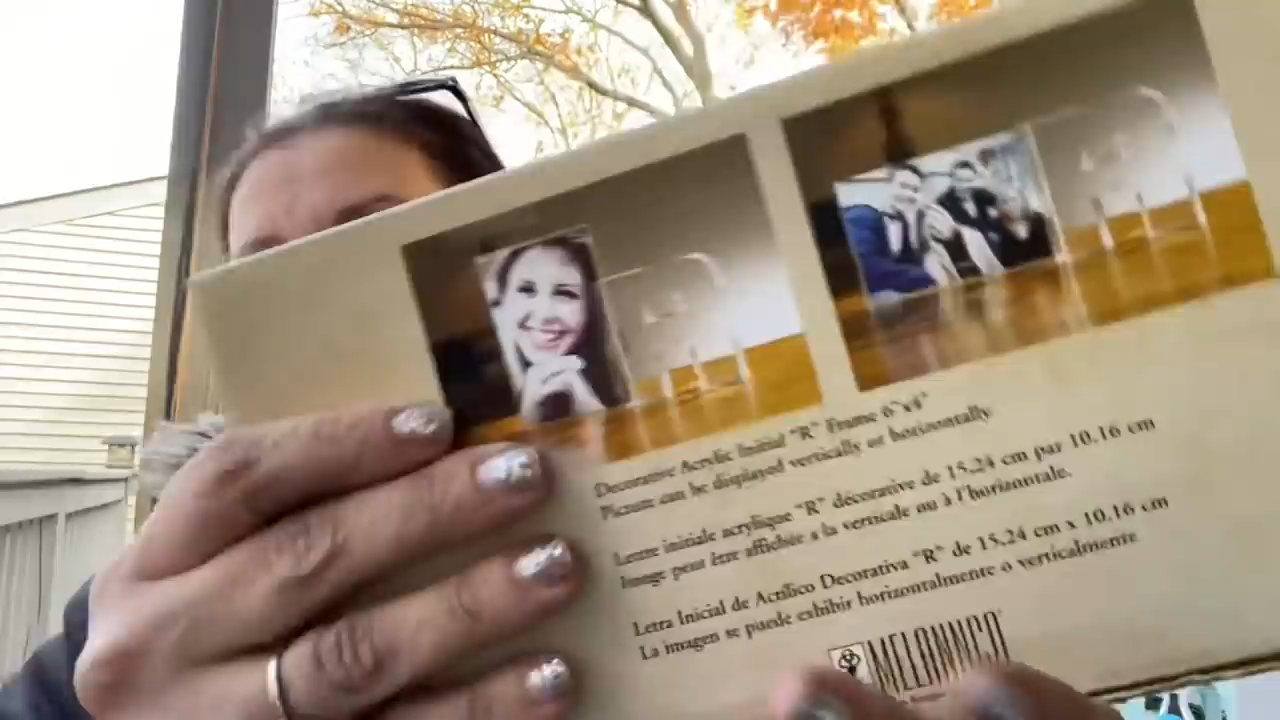 Decorative Acrylic Initial "R" Frame 6"x4"
Picture can be displayed vertically or horizontally
Lettre initiale acrylique "R" décorative de 15.24 cm par 10.16 cm
Image peut être affichée a la verticale ou à l'horizontale.
Letra Inicial de Acrílico Decorativa "R" de 15.24 cm x 10.16 cm
La imagen se puede exhibir horizontalmente o verticalmente
MELONNCO